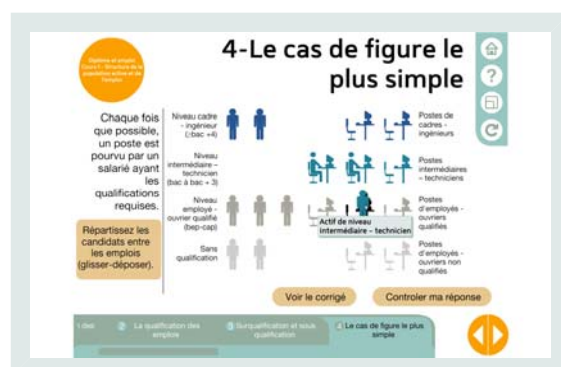 Diplôme et emploi
Cours 1 - Structure de la
population active et de
l'emploi
4-Le cas de figure le
plus simple
Chaque fois
que possible,
un poste est
pourvu par un
salarié ayant
les
qualifications
requises.
Répartissez les
candidats entre
les emplois
(glisser-déposer).
Niveau cadre
- ingénieur
bac +4)
Postes de
cadres -
ingénieurs
Niveau
intermédiaire –
technicien
(bac à bac + 3)
Postes
intermédiaires
– techniciens
Niveau
employé -
ouvrier qualifié
(bep-cap)
Actif de niveau
intermédiaire - technicien
Postes
d'employés -
ouvriers
qualifiés
Sans
qualification
Postes
d'employés -
ouvriers non
qualifiés
Voir le corrigé
Controler ma réponse
n des
2 La qualification des
emplois
3 Surqualification et sous
qualification
4 Le cas de figure le plus
simple